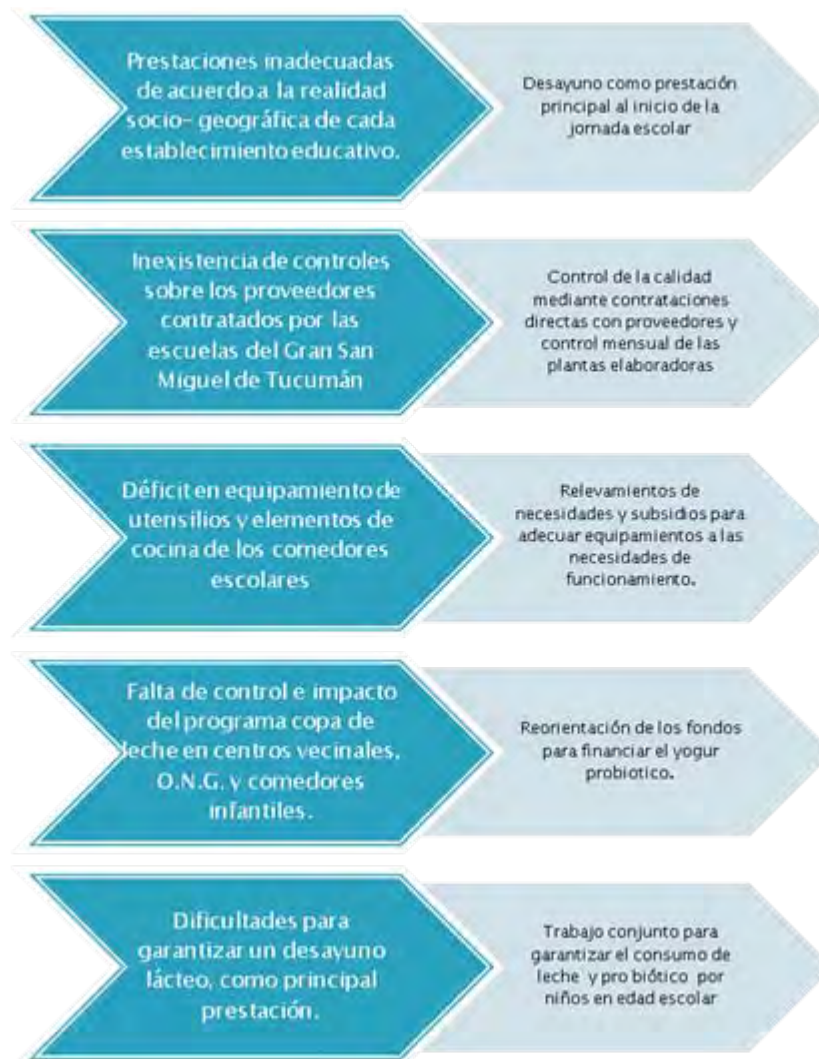 Prestaciones inadecuadas
de acuerdo a la realidad
socio- geográfica de cada
establecimiento educativo.
Desayuno como prestación
principal al inicio de la
jornada escolar
Inexistencia de controles
sobre los proveedores
contratados por las
escuelas del Gran San
Miguel de Tucumán
Control de la calidad
mediante contrataciones
directas con proveedores y
control mensual de las
plantas elaboradoras
Déficit en equipamiento de
utensilios y elementos de
cocina de los comedores
escolares
Relevamientos de
necesidades y subsidios para
adecuar equipamientos a las
necesidades de
funcionamiento.
Falta de control e impacto
del programa copa de
leche en centros vecinales,
O.N.G. y comedores
infantiles.
Reorientación de los fondos
para financiar el yogur
probiotico.
Dificultades para
garantizar un desayuno
lácteo, como principal
prestación.
Trabajo conjunto para
garantizar el consumo de
leche y pro biótico por
niños en edad escolar